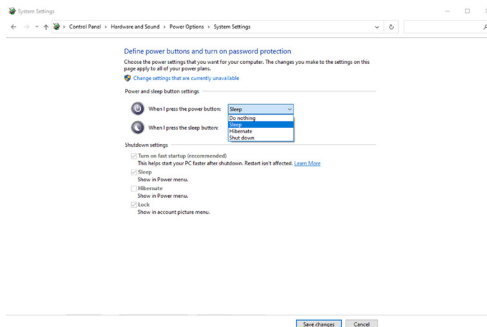 System Settings
Control Panel › Hardware and Sound › Power Options › System Settings
Define power buttons and turn on password protection
Choose the power settings that you want for your computer. The changes you make to the settings on this
page apply to all of your power plans.
Change settings that are currently unavailable
Power and sleep button settings
When I press the power button: Sleep
Do nothing
Sleep
Hibernate
Shut down
When I press the sleep button:
Shutdown settings
Turn on fast startup (recommended)
This helps start your PC faster after shutdown. Restart isn't affected. Learn More
Sleep
Show in Power menu.
Hibernate
Show in Power menu.
Lock
Show in account picture menu.
Save changes Cancel